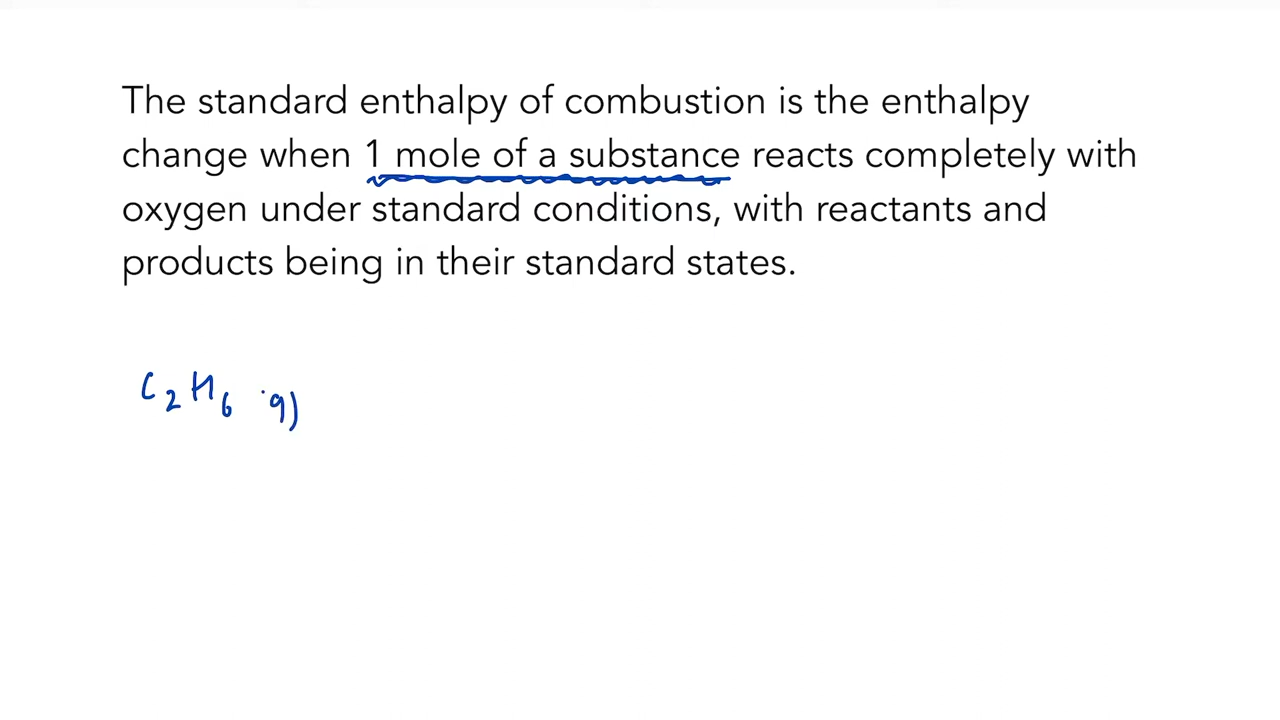 The standard enthalpy of combustion is the enthalpy
change when 1 mole of a substance reacts completely with
oxygen under standard conditions, with reactants and
products being in their standard states.
C₂H₆ g)